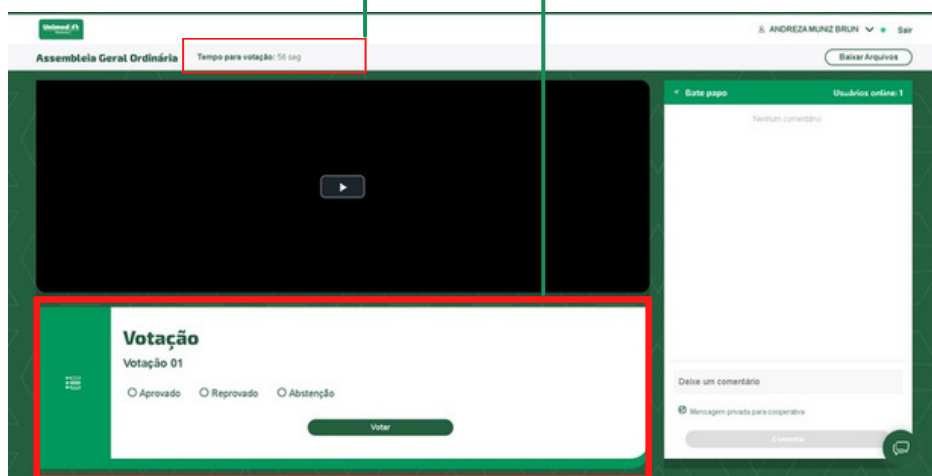 Unimed
ANDREZA MUNIZ BRUN
Sair
Assembleia Geral Ordinária
Tempo para votação: 56 seg
Baixar Arquivos
Bate papo
Usuários online: 1
Nenhum comentário
Votação
Votação 01
Aprovado
Reprovado
Abstenção
Votar
Deixe um comentário
Mensagem privada para cooperativa
Comentar